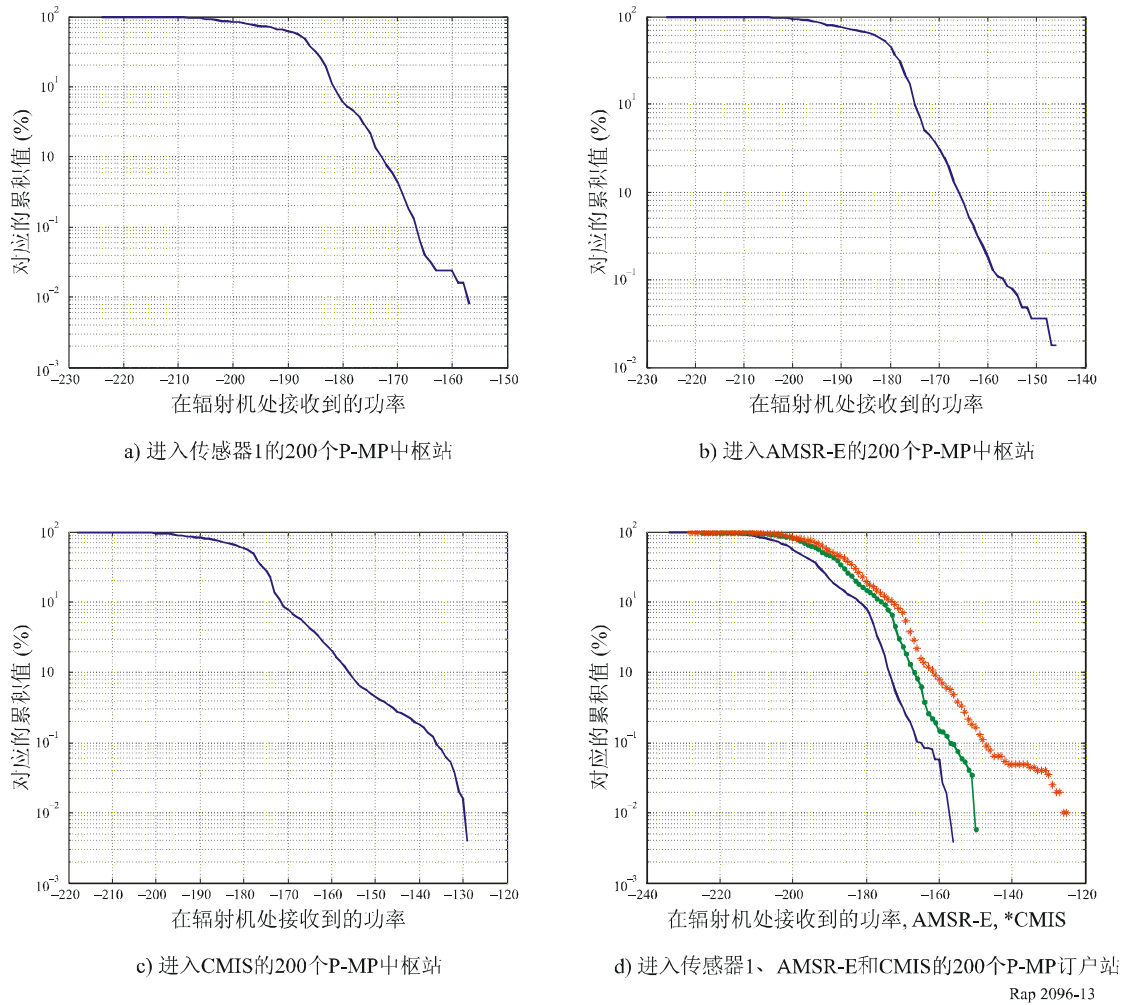 10²
10¹
10
10⁻¹
10⁻²
10⁻³
对应的累积值 (%)
–230 –220 –210 –200 –190 –180 –170 –160 –150
在辐射机处接收到的功率
a) 进入传感器1的200个P-MP中枢站
10²
10¹
10
10⁻¹
10⁻²
对应的累积值 (%)
–230 –220 –210 –200 –190 –180 –170 –160 –150 –140
在辐射机处接收到的功率
b) 进入AMSR-E的200个P-MP中枢站
10²
10¹
10
10⁻¹
10⁻²
10⁻³
对应的累积值 (%)
–220 –210 –200 –190 –180 –170 –160 –150 –140 –130 –120
在辐射机处接收到的功率
c) 进入CMIS的200个P-MP中枢站
10²
10¹
10
10⁻¹
10⁻²
10⁻³
对应的累积值 (%)
–240 –220 –200 –180 –160 –140 –120
在辐射机处接收到的功率, AMSR-E, *CMIS
d) 进入传感器1、AMSR-E和CMIS的200个P-MP订户站
Rap 2096-13